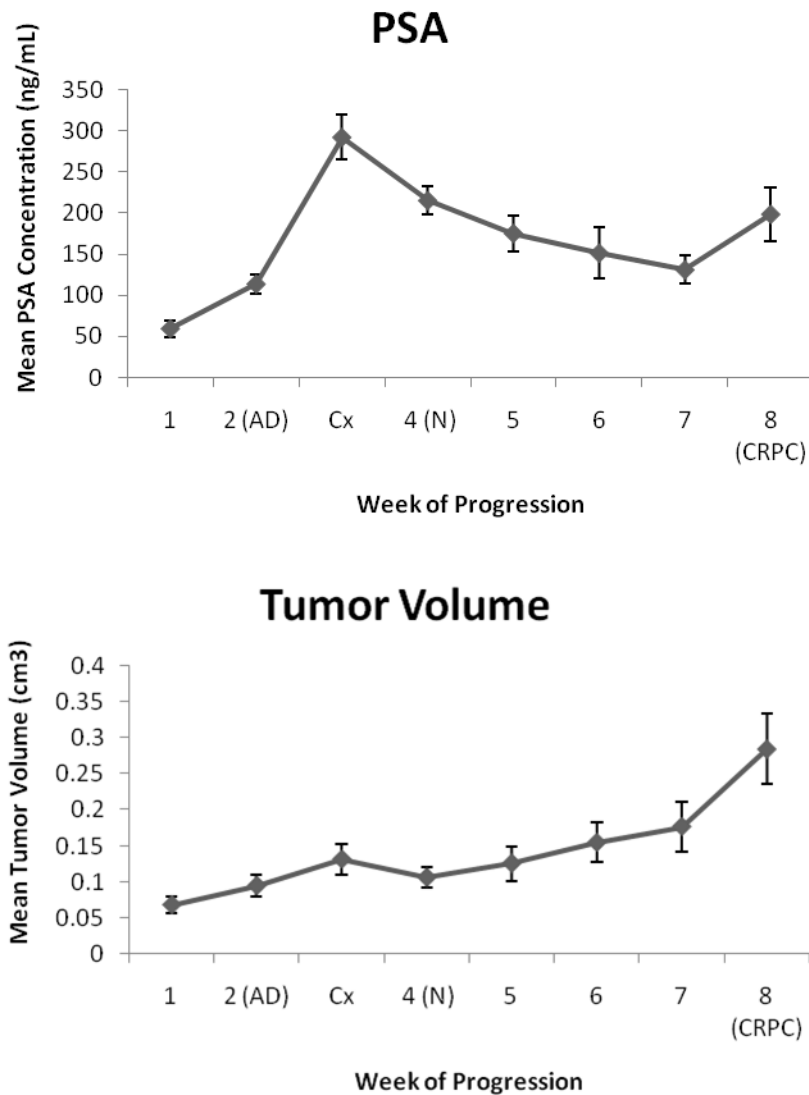 PSA
Mean PSA Concentration (ng/mL)
350
300
250
200
150
100
50
0
1 2 (AD) Cx 4 (N) 5 6 7 8
(CRPC)
Week of Progression
Tumor Volume
Mean Tumor Volume (cm3)
0.4
0.35
0.3
0.25
0.2
0.15
0.1
0.05
0
1 2 (AD) Cx 4 (N) 5 6 7 8
(CRPC)
Week of Progression